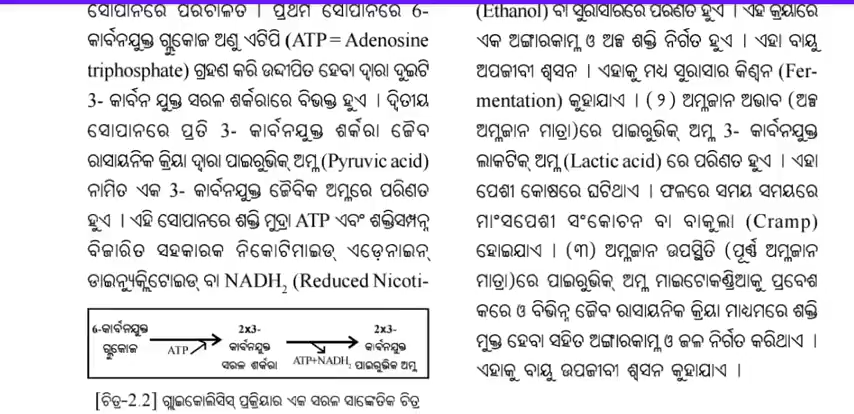 ସୋପାନରେ ପରିଚାଳିତ । ପ୍ରଥମ ସୋପାନରେ 6-
କାର୍ବନଯୁକ୍ତ ଗ୍ଲୁକୋଜ ଅଣୁ ଏଟିପି (ATP = Adenosine
triphosphate) ଗ୍ରହଣ କରି ଉଦ୍ଦୀପିତ ହେବା ଦ୍ୱାରା ଦୁଇଟି
3- କାର୍ବନ ଯୁକ୍ତ ସରଳ ଶର୍କରାରେ ବିଭକ୍ତ ହୁଏ । ଦ୍ୱିତୀୟ
ସୋପାନରେ ପ୍ରତି 3- କାର୍ବନଯୁକ୍ତ ଶର୍କରା ଜୈବ
ରାସାୟନିକ କ୍ରିୟା ଦ୍ୱାରା ପାଇରୁଭିକ୍ ଅମ୍ଳ (Pyruvic acid)
ନାମିତ ଏକ 3- କାର୍ବନଯୁକ୍ତ ଜୈବିକ ଅମ୍ଳରେ ପରିଣତ
ହୁଏ । ଏହି ସୋପାନରେ ଶକ୍ତି ମୁଦ୍ରା ATP ଏବଂ ଶକ୍ତିସମ୍ପନ୍ନ
ବିଜାରିତ ସହକାରକ ନିକୋଟିମାଇଡ୍ ଏଡ଼େନାଇନ୍
ଡାଇନ୍ୟୁକ୍ଲିଟୋଇଡ୍ ବା NADH₂ (Reduced Nicoti-
6-କାର୍ବନଯୁକ୍ତ ଗ୍ଲୁକୋଜ
ATP
2x3- କାର୍ବନଯୁକ୍ତ ସରଳ ଶର୍କରା
ATP+NADH₂
2x3- କାର୍ବନଯୁକ୍ତ ପାଇରୁଭିକ ଅମ୍ଳ
[ଚିତ୍ର-2.2] ଗ୍ଲାଇକୋଲିସିସ୍ ପ୍ରକ୍ରିୟାର ଏକ ସରଳ ସାଙ୍କେତିକ ଚିତ୍ର
(Ethanol) ବା ସୁରାସାରରେ ପରିଣତ ହୁଏ । ଏହି କ୍ରିୟାରେ
ଏକ ଅଙ୍ଗାରକାମ୍ଳ ଓ ଅଳ୍ପ ଶକ୍ତି ନିର୍ଗତ ହୁଏ । ଏହା ବାୟୁ
ଅପଜୀବୀ ଶ୍ୱସନ । ଏହାକୁ ମଧ୍ୟ ସୁରାସାର କିଣ୍ୱନ (Fer-
mentation) କୁହାଯାଏ । (୨) ଅମ୍ଳଜାନ ଅଭାବ (ଅଳ୍ପ
ଅମ୍ଳଜାନ ମାତ୍ରା)ରେ ପାଇରୁଭିକ୍ ଅମ୍ଳ 3- କାର୍ବନଯୁକ୍ତ
ଲାକଟିକ୍ ଅମ୍ଳ (Lactic acid) ରେ ପରିଣତ ହୁଏ । ଏହା
ପେଶୀ କୋଷରେ ଘଟିଥାଏ । ଫଳରେ ସମୟ ସମୟରେ
ମାଂସପେଶୀ ସଂକୋଚନ ବା ବାକୁଲା (Cramp)
ହୋଇଯାଏ । (୩) ଅମ୍ଳଜାନ ଉପସ୍ଥିତି (ପୂର୍ଣ୍ଣ ଅମ୍ଳଜାନ
ମାତ୍ରା)ରେ ପାଇରୁଭିକ୍ ଅମ୍ଳ ମାଇଟୋକଣ୍ଡ୍ରିଆକୁ ପ୍ରବେଶ
କରେ ଓ ବିଭିନ୍ନ ଜୈବ ରାସାୟନିକ କ୍ରିୟା ମାଧ୍ୟମରେ ଶକ୍ତି
ମୁକ୍ତ ହେବା ସହିତ ଅଙ୍ଗାରକାମ୍ଳ ଓ ଜଳ ନିର୍ଗତ କରିଥାଏ ।
ଏହାକୁ ବାୟୁ ଉପଜୀବୀ ଶ୍ୱସନ କୁହାଯାଏ ।